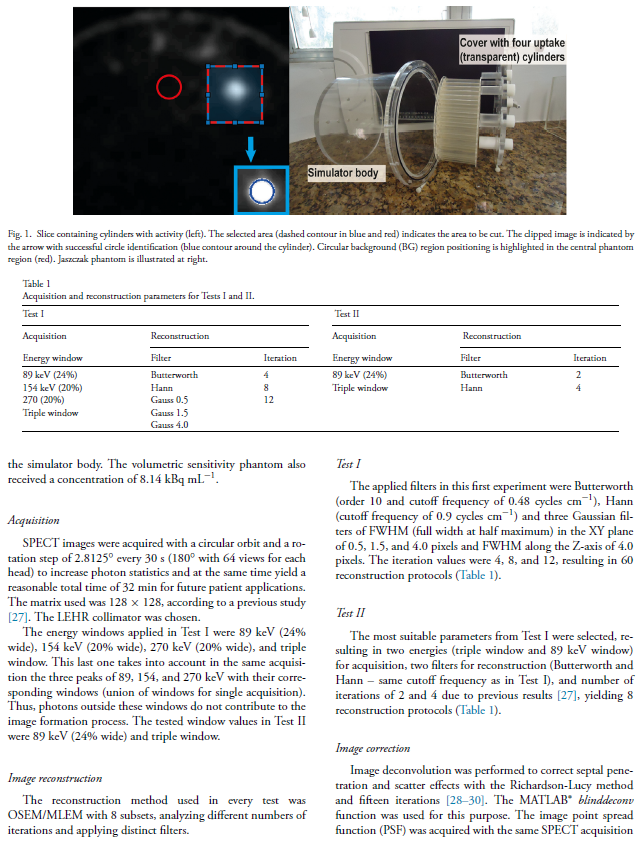 Cover with four uptake
(transparent) cylinders
Simulator body
Fig. 1. Slice containing cylinders with activity (left). The selected area (dashed contour in blue and red) indicates the area to be cut. The clipped image is indicated by
the arrow with successful circle identification (blue contour around the cylinder). Circular background (BG) region positioning is highlighted in the central phantom
region (red). Jaszczak phantom is illustrated at right.
Table 1
Acquisition and reconstruction parameters for Tests I and II.
Test I Test II
Acquisition Reconstruction Acquisition Reconstruction
Energy window Filter Iteration Energy window Filter Iteration
89 keV (24%) Butterworth 4 89 keV (24%) Butterworth 2
154 keV (20%) Hann 8 Triple window Hann 4
270 (20%) Gauss 0.5 12
Triple window Gauss 1.5
Gauss 4.0
the simulator body. The volumetric sensitivity phantom also
received a concentration of 8.14 kBq mL⁻¹.
Acquisition
SPECT images were acquired with a circular orbit and a ro-
tation step of 2.8125° every 30 s (180° with 64 views for each
head) to increase photon statistics and at the same time yield a
reasonable total time of 32 min for future patient applications.
The matrix used was 128 × 128, according to a previous study
[27]. The LEHR collimator was chosen.
The energy windows applied in Test I were 89 keV (24%
wide), 154 keV (20% wide), 270 keV (20% wide), and triple
window. This last one takes into account in the same acquisi-
tion the three peaks of 89, 154, and 270 keV with their corre-
sponding windows (union of windows for single acquisition).
Thus, photons outside these windows do not contribute to the
image formation process. The tested window values in Test II
were 89 keV (24% wide) and triple window.
Image reconstruction
The reconstruction method used in every test was
OSEM/MLEM with 8 subsets, analyzing different numbers of
iterations and applying distinct filters.
Test I
The applied filters in this first experiment were Butterworth
(order 10 and cutoff frequency of 0.48 cycles cm⁻¹), Hann
(cutoff frequency of 0.9 cycles cm⁻¹) and three Gaussian fil-
ters of FWHM (full width at half maximum) in the XY plane
of 0.5, 1.5, and 4.0 pixels and FWHM along the Z-axis of 4.0
pixels. The iteration values were 4, 8, and 12, resulting in 60
reconstruction protocols (Table 1).
Test II
The most suitable parameters from Test I were selected, re-
sulting in two energies (triple window and 89 keV window)
for acquisition, two filters for reconstruction (Butterworth and
Hann – same cutoff frequency as in Test I), and number of
iterations of 2 and 4 due to previous results [27], yielding 8
reconstruction protocols (Table 1).
Image correction
Image deconvolution was performed to correct septal pene-
tration and scatter effects with the Richardson-Lucy method
and fifteen iterations [28–30]. The MATLAB® blinddeconv
function was used for this purpose. The image point spread
function (PSF) was acquired with the same SPECT acquisition